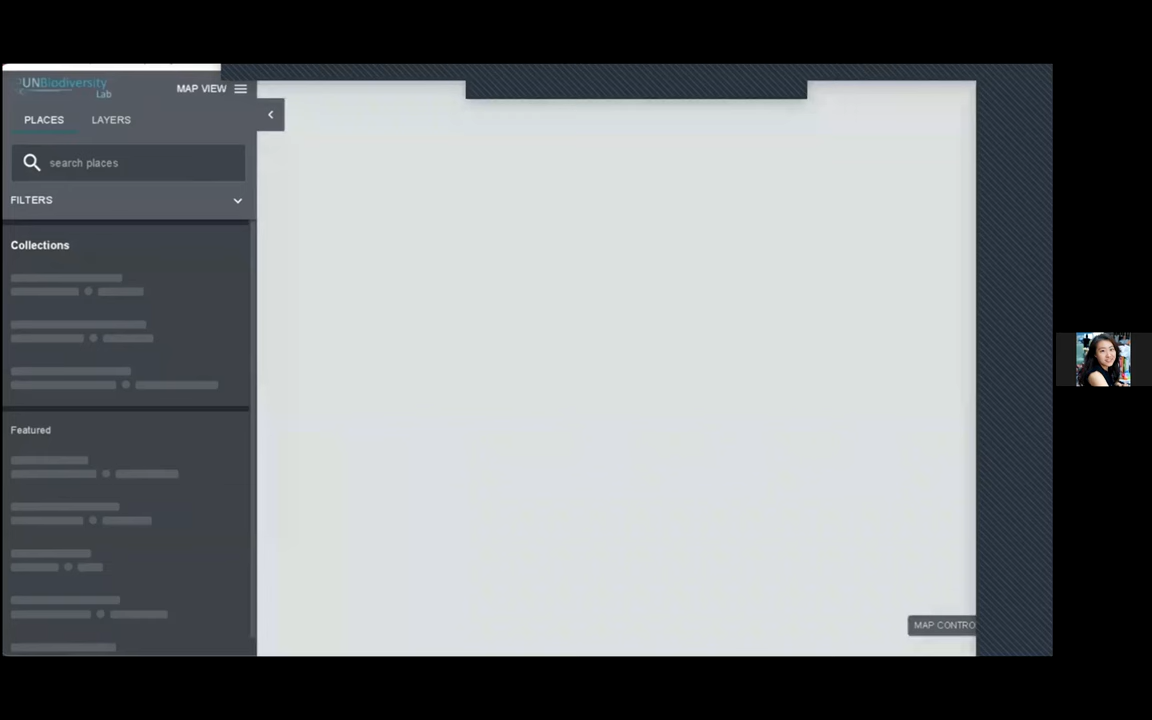 UNBiodiversity
Lab
MAP VIEW
PLACES
LAYERS
search places
FILTERS
Collections
Featured
MAP CONTRO